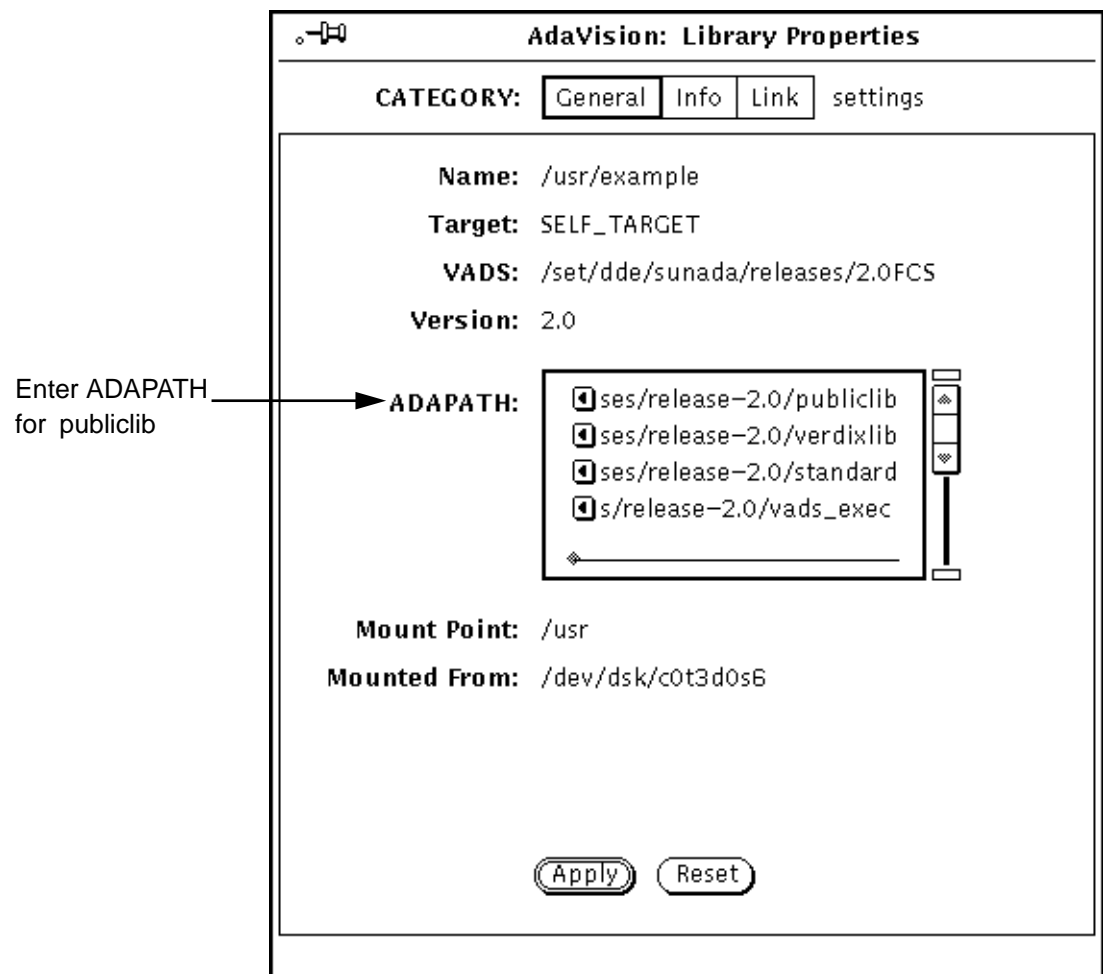 AdaVision: Library Properties
CATEGORY: General Info Link settings
Name: /usr/example
Target: SELF_TARGET
VADS: /set/dde/sunada/releases/2.0FCS
Version: 2.0
Enter ADAPATH
for publiclib
ADAPATH: ses/release-2.0/publiclib
ses/release-2.0/verdixlib
ses/release-2.0/standard
s/release-2.0/vads_exec
Mount Point: /usr
Mounted From: /dev/dsk/c0t3d0s6
Apply Reset